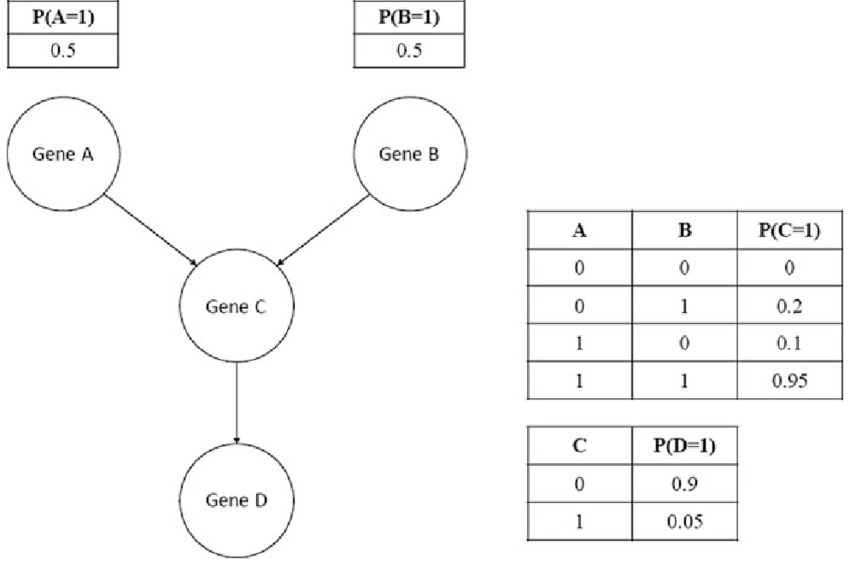 P(A=1) P(B=1)
0.5 0.5
Gene A Gene B
A B P(C=1)
0 0 0
Gene C 0 1 0.2
1 0 0.1
1 1 0.95
C P(D=1)
0 0.9
Gene D
1 0.05